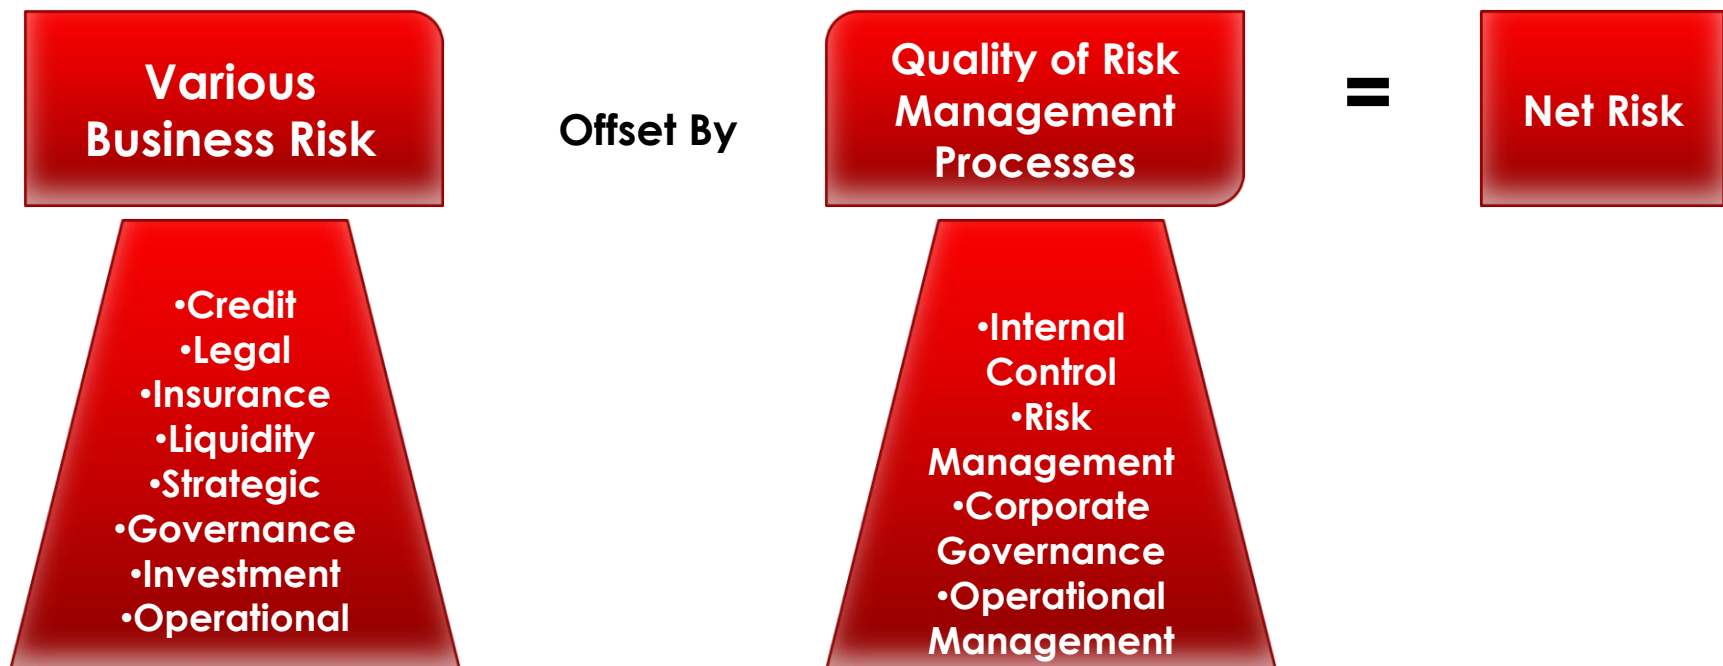 Various
Business Risk
Offset By
Quality of Risk
Management
Processes
=
Net Risk
•Credit
•Legal
•Insurance
•Liquidity
•Strategic
•Governance
•Investment
•Operational
•Internal
Control
•Risk
Management
•Corporate
Governance
•Operational
Management